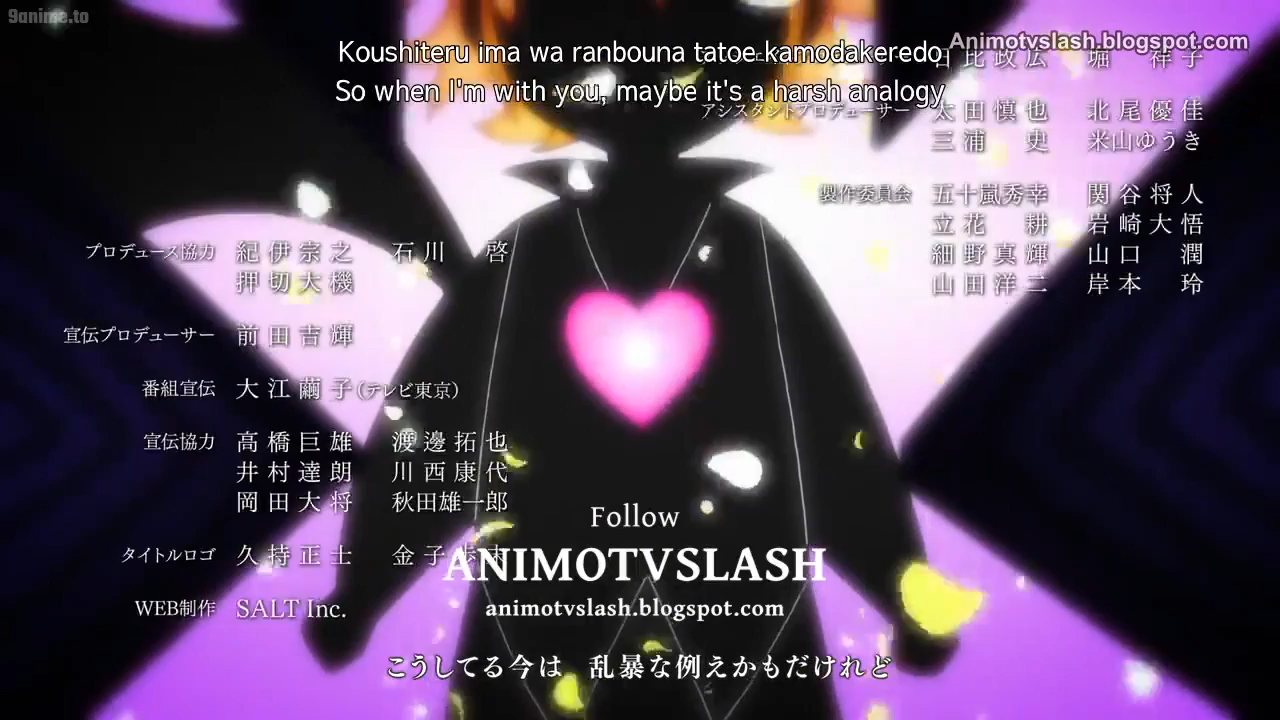 9anime.to
Animotvslash.blogspot.com
Koushiteru ima wa ranbouna tatoe kamodakeredo
So when I'm with you, maybe it's a harsh analogy
日比政広 堀 祥子
アシスタントプロデューサー 太田慎也 北尾優佳
三浦 史 米山ゆうき
製作委員会 五十嵐秀幸 関谷将人
立花 耕 岩崎大悟
細野真輝 山口 潤
山田洋二 岸本 玲
プロデュース協力 紀伊宗之 石川 啓
押切大機
宣伝プロデューサー 前田吉輝
番組宣伝 大江繭子(テレビ東京)
宣伝協力 高橋巨雄 渡邊拓也
井村達朗 川西康代
岡田大将 秋田雄一郎
タイトルロゴ 久持正士 金子
WEB制作 SALT Inc.
Follow
ANIMOTVSLASH
animotvslash.blogspot.com
こうしてる今は 乱暴な例えかもだけれど